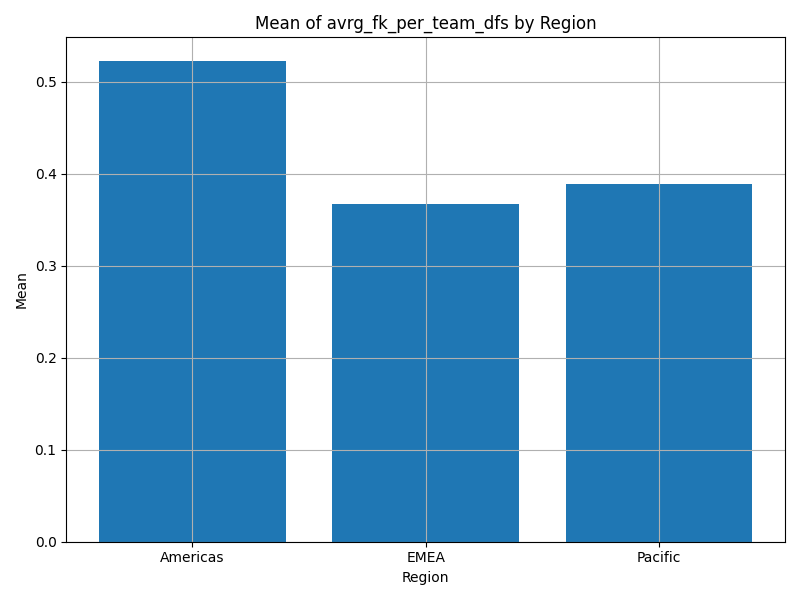 Mean of avrg_fk_per_team_dfs by Region
Mean
0.5
0.4
0.3
0.2
0.1
0.0
Americas
EMEA
Pacific
Region